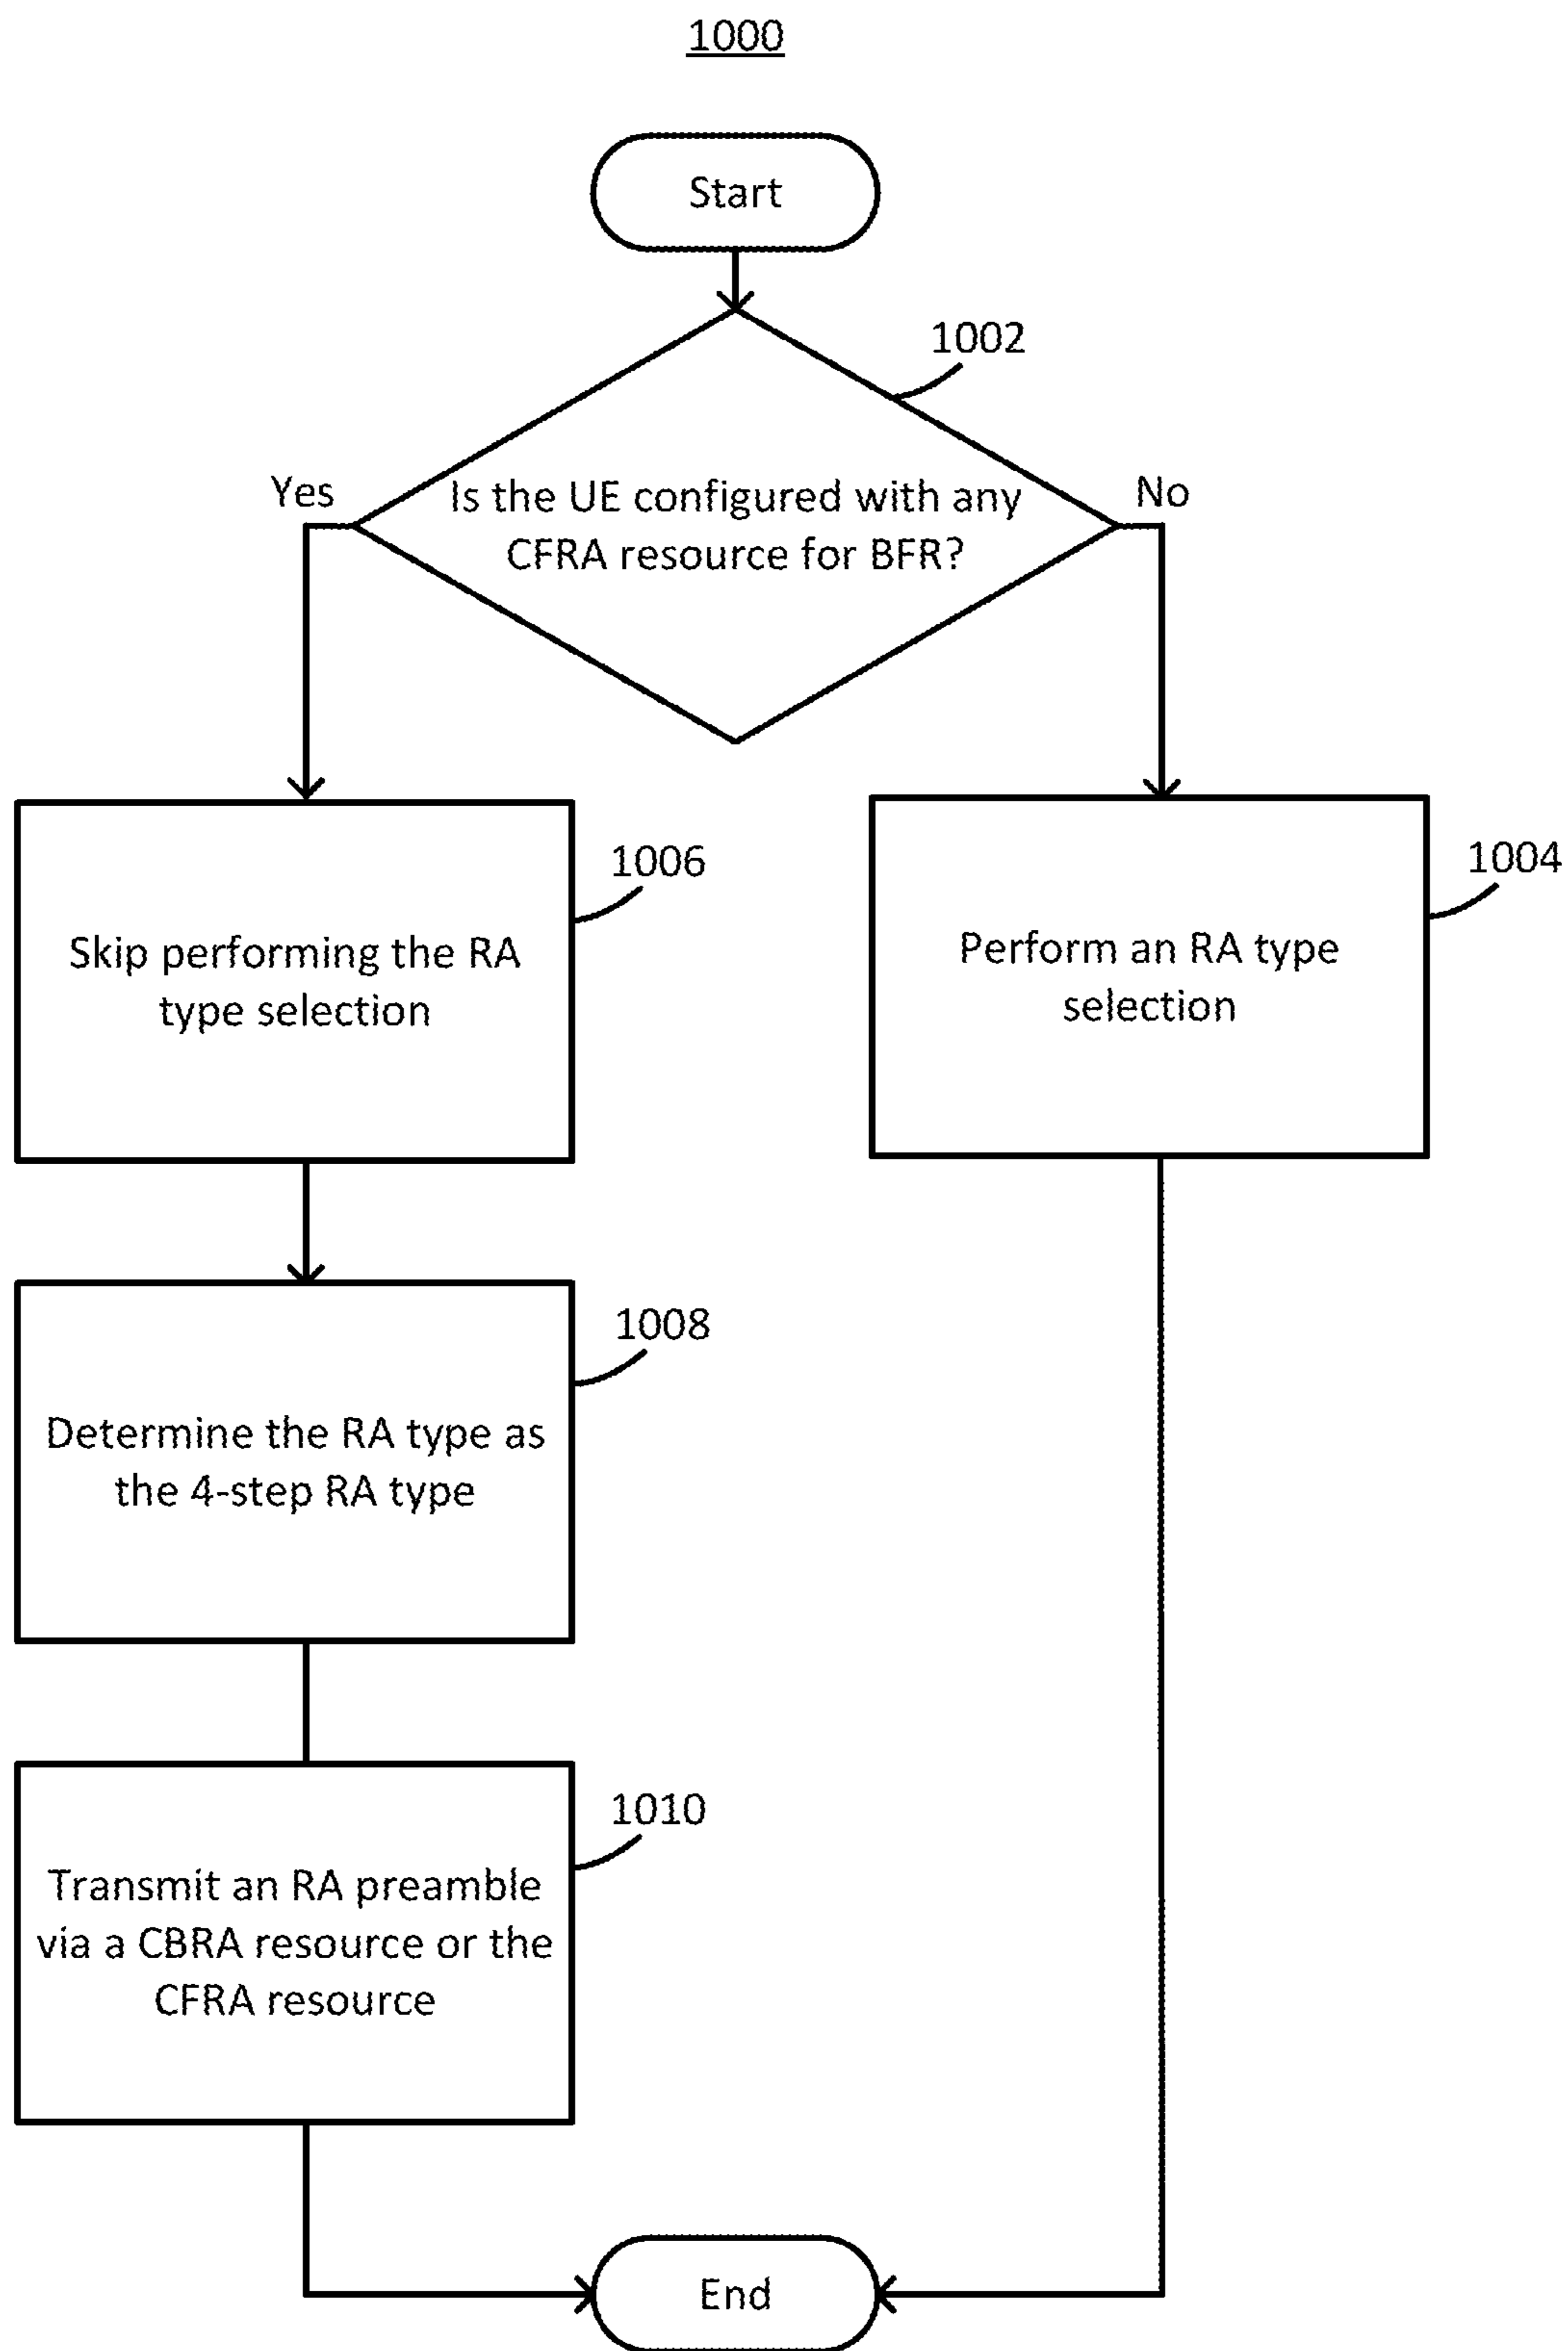 1000
Start
1002
Yes
Is the UE configured with any
CFRA resource for BFR?
No
1006
Skip performing the RA
type selection
1004
Perform an RA type
selection
1008
Determine the RA type as
the 4-step RA type
1010
Transmit an RA preamble
via a CBRA resource or the
CFRA resource
End